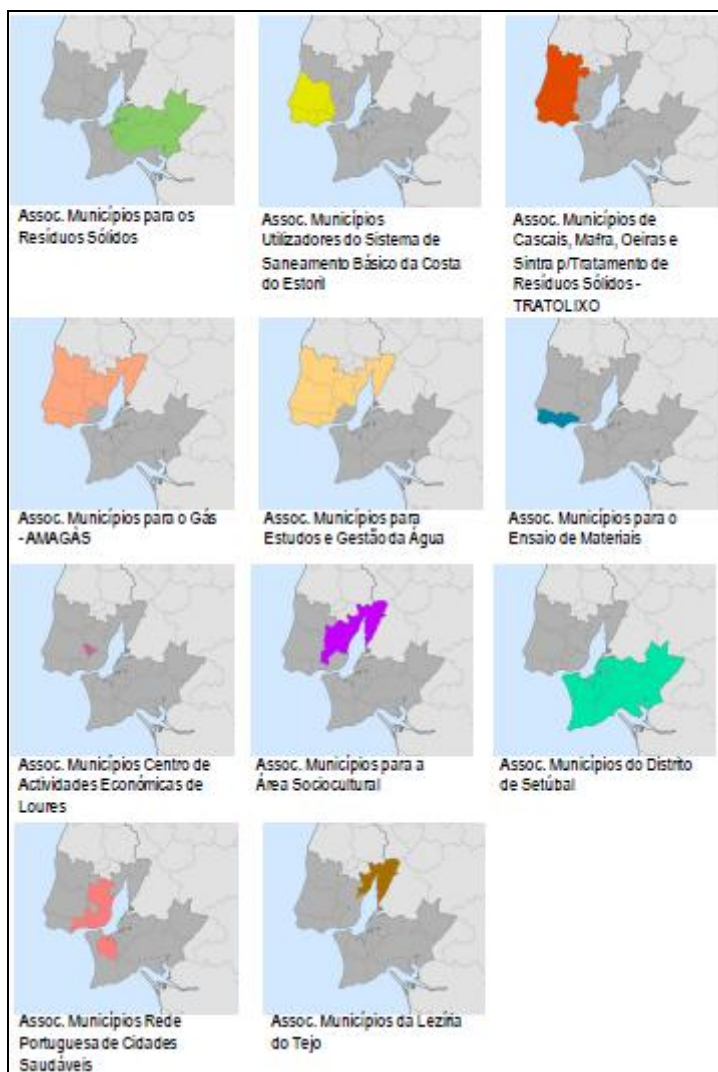 Assoc. Municípios para os
Resíduos Sólidos
Assoc. Municípios
Utilizadores do Sistema de
Saneamento Básico da Costa
do Estoril
Assoc. Municípios de
Cascais, Mafra, Oeiras e
Sintra p/Tratamento de
Resíduos Sólidos -
TRATOLIXO
Assoc. Municípios para o Gás
- AMAGÁS
Assoc. Municípios para
Estudos e Gestão da Água
Assoc. Municípios para o
Ensaio de Materiais
Assoc. Municípios Centro de
Actividades Económicas de
Loures
Assoc. Municípios para a
Área Sociocultural
Assoc. Municípios do Distrito
de Setúbal
Assoc. Municípios Rede
Portuguesa de Cidades
Saudáveis
Assoc. Municípios da Lezíria
do Tejo